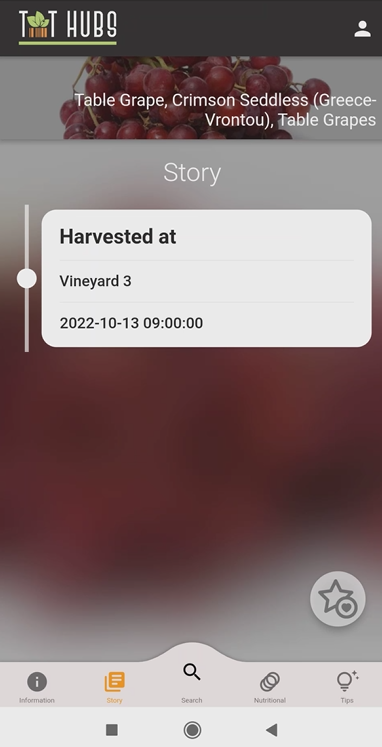 T T HUBS
Table Grape, Crimson Seddless (Greece-
Vrontou), Table Grapes
Story
Harvested at
Vineyard 3
2022-10-13 09:00:00
Information
Story
Search
Nutritional
Tips